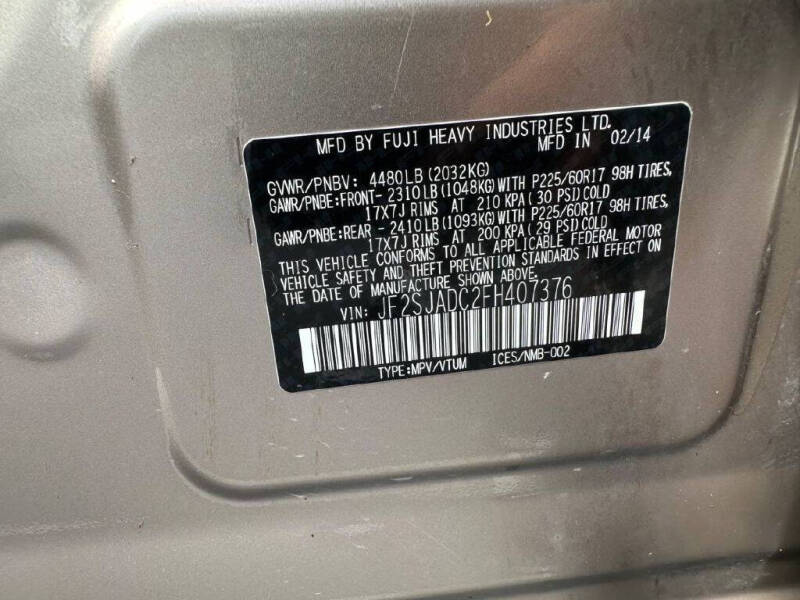 MFD BY FUJI HEAVY INDUSTRIES LTD.
MFD IN 02/14
GVWR/PNBV: 4480LB(2032KG)
GAWR/PNBE:FRONT-2310LB(1048KG)WITH P225/60R17 98H TIRES,
17X7J RIMS AT 210 KPA(30 PSI)COLD
GAWR/PNBE:REAR -2410LB(1093KG)WITH P225/60R17 98H TIRES,
17X7J RIMS AT 200 KPA(29 PSI)COLD
THIS VEHICLE CONFORMS TO ALL APPLICABLE FEDERAL MOTOR
VEHICLE SAFETY AND THEFT PREVENTION STANDARDS IN EFFECT ON
THE DATE OF MANUFACTURE SHOWN ABOVE.
VIN: JF2SJADC2FH407376
TYPE:MPV/VTUM ICES/NMB-002